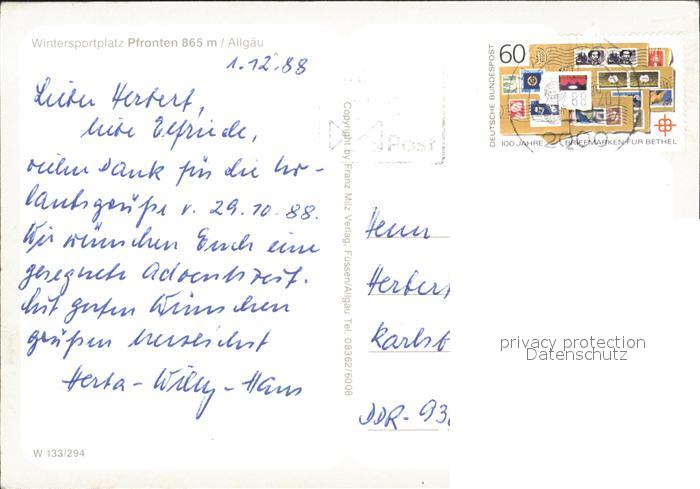 Wintersportplatz Pfronten 865 m / Allgäu
1.12.88
Lieber Herbert,
liebe Elfriede,
vielen Dank für die Ur-
laubsgrüße v. 29.10.88.
Wir wünschen Euch eine
gesegnete Adventszeit.
Mit guten Wünschen
grüßen herzlichst
Herta - Willy - Hans
W 133/294
Copyright by Franz Milz Verlag, Füssen/Allgäu Tel. 08362/6008
Post
60
DEUTSCHE BUNDESPOST
100 JAHRE BRIEFMARKEN FÜR BETHEL
Herrn
Herbert
Karlsb
DDR-93
privacy protection
Datenschutz